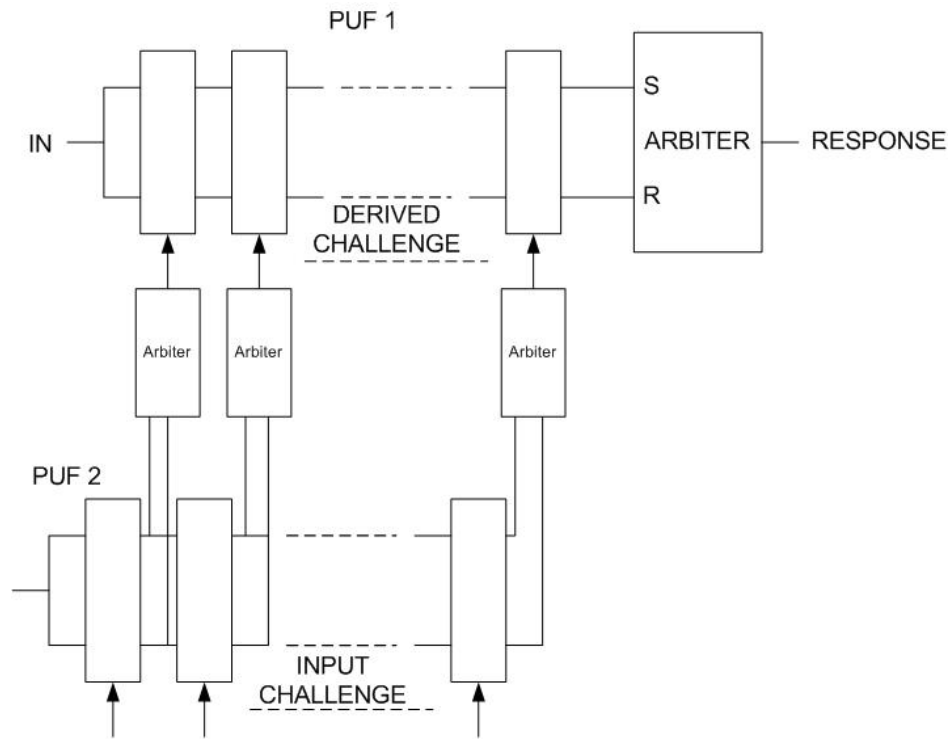 PUF 1
S
IN
ARBITER
RESPONSE
R
DERIVED
CHALLENGE
Arbiter
Arbiter
Arbiter
PUF 2
INPUT
CHALLENGE